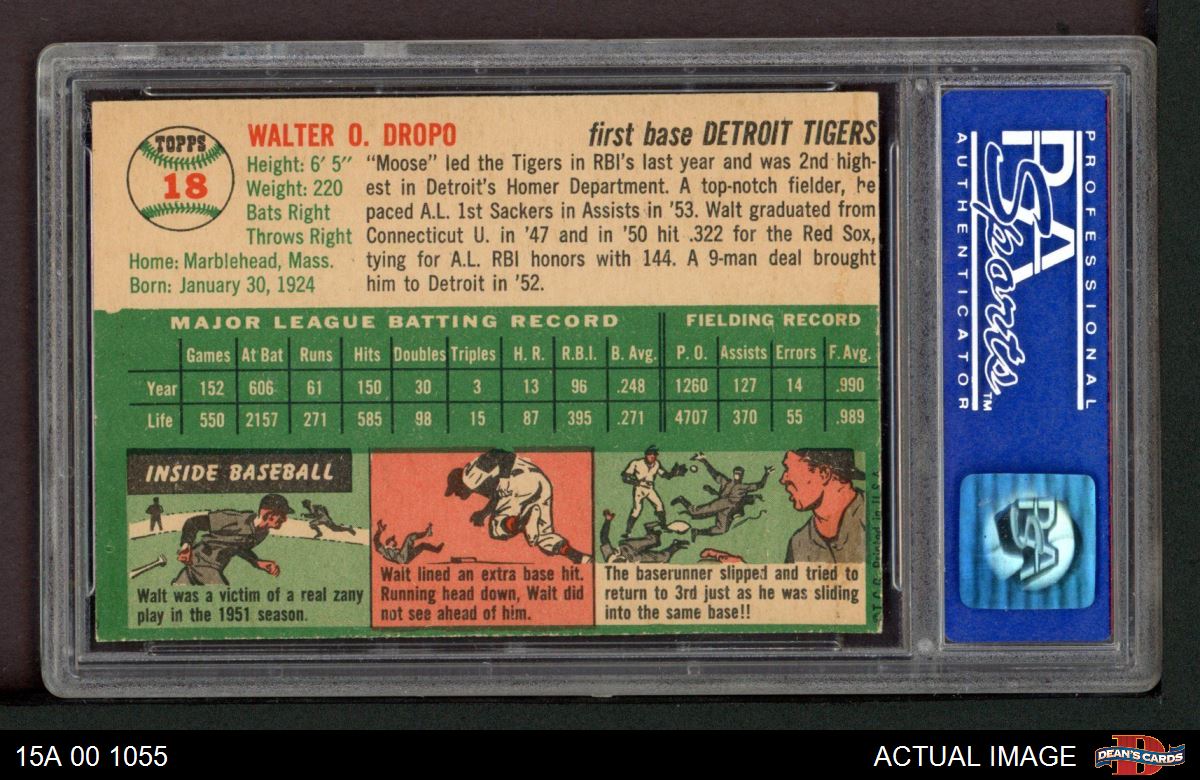 TOPPS
18
WALTER O. DROPO
first base DETROIT TIGERS
Height: 6′ 5″
Weight: 220
Bats Right
Throws Right
Home: Marblehead, Mass.
Born: January 30, 1924
“Moose” led the Tigers in RBI's last year and was 2nd high-
est in Detroit's Homer Department. A top-notch fielder, he
paced A.L. 1st Sackers in Assists in '53. Walt graduated from
Connecticut U. in '47 and in '50 hit .322 for the Red Sox,
tying for A.L. RBI honors with 144. A 9-man deal brought
him to Detroit in '52.
MAJOR LEAGUE BATTING RECORD FIELDING RECORD
Games At Bat Runs Hits Doubles Triples H. R. R.B.I. B. Avg. P. O. Assists Errors F. Avg.
Year 152 606 61 150 30 3 13 96 .248 1260 127 14 .990
Life 550 2157 271 585 98 15 87 395 .271 4707 370 55 .989
INSIDE BASEBALL
Walt was a victim of a real zany
play in the 1951 season.
Walt lined an extra base hit.
Running head down, Walt did
not see ahead of him.
The baserunner slipped and tried to
return to 3rd just as he was sliding
into the same base!!
©T.C.G. Printed in U.S.A.
PROFESSIONAL
PSA
Sports™
AUTHENTICATOR
PSA
15A 00 1055
ACTUAL IMAGE
DEAN'S CARDS